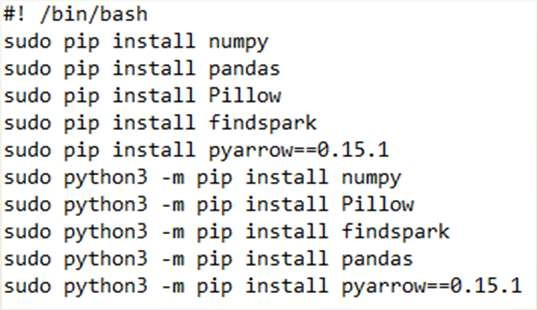 #! /bin/bash
sudo pip install numpy
sudo pip install pandas
sudo pip install Pillow
sudo pip install findspark
sudo pip install pyarrow==0.15.1
sudo python3 -m pip install numpy
sudo python3 -m pip install Pillow
sudo python3 -m pip install findspark
sudo python3 -m pip install pandas
sudo python3 -m pip install pyarrow==0.15.1